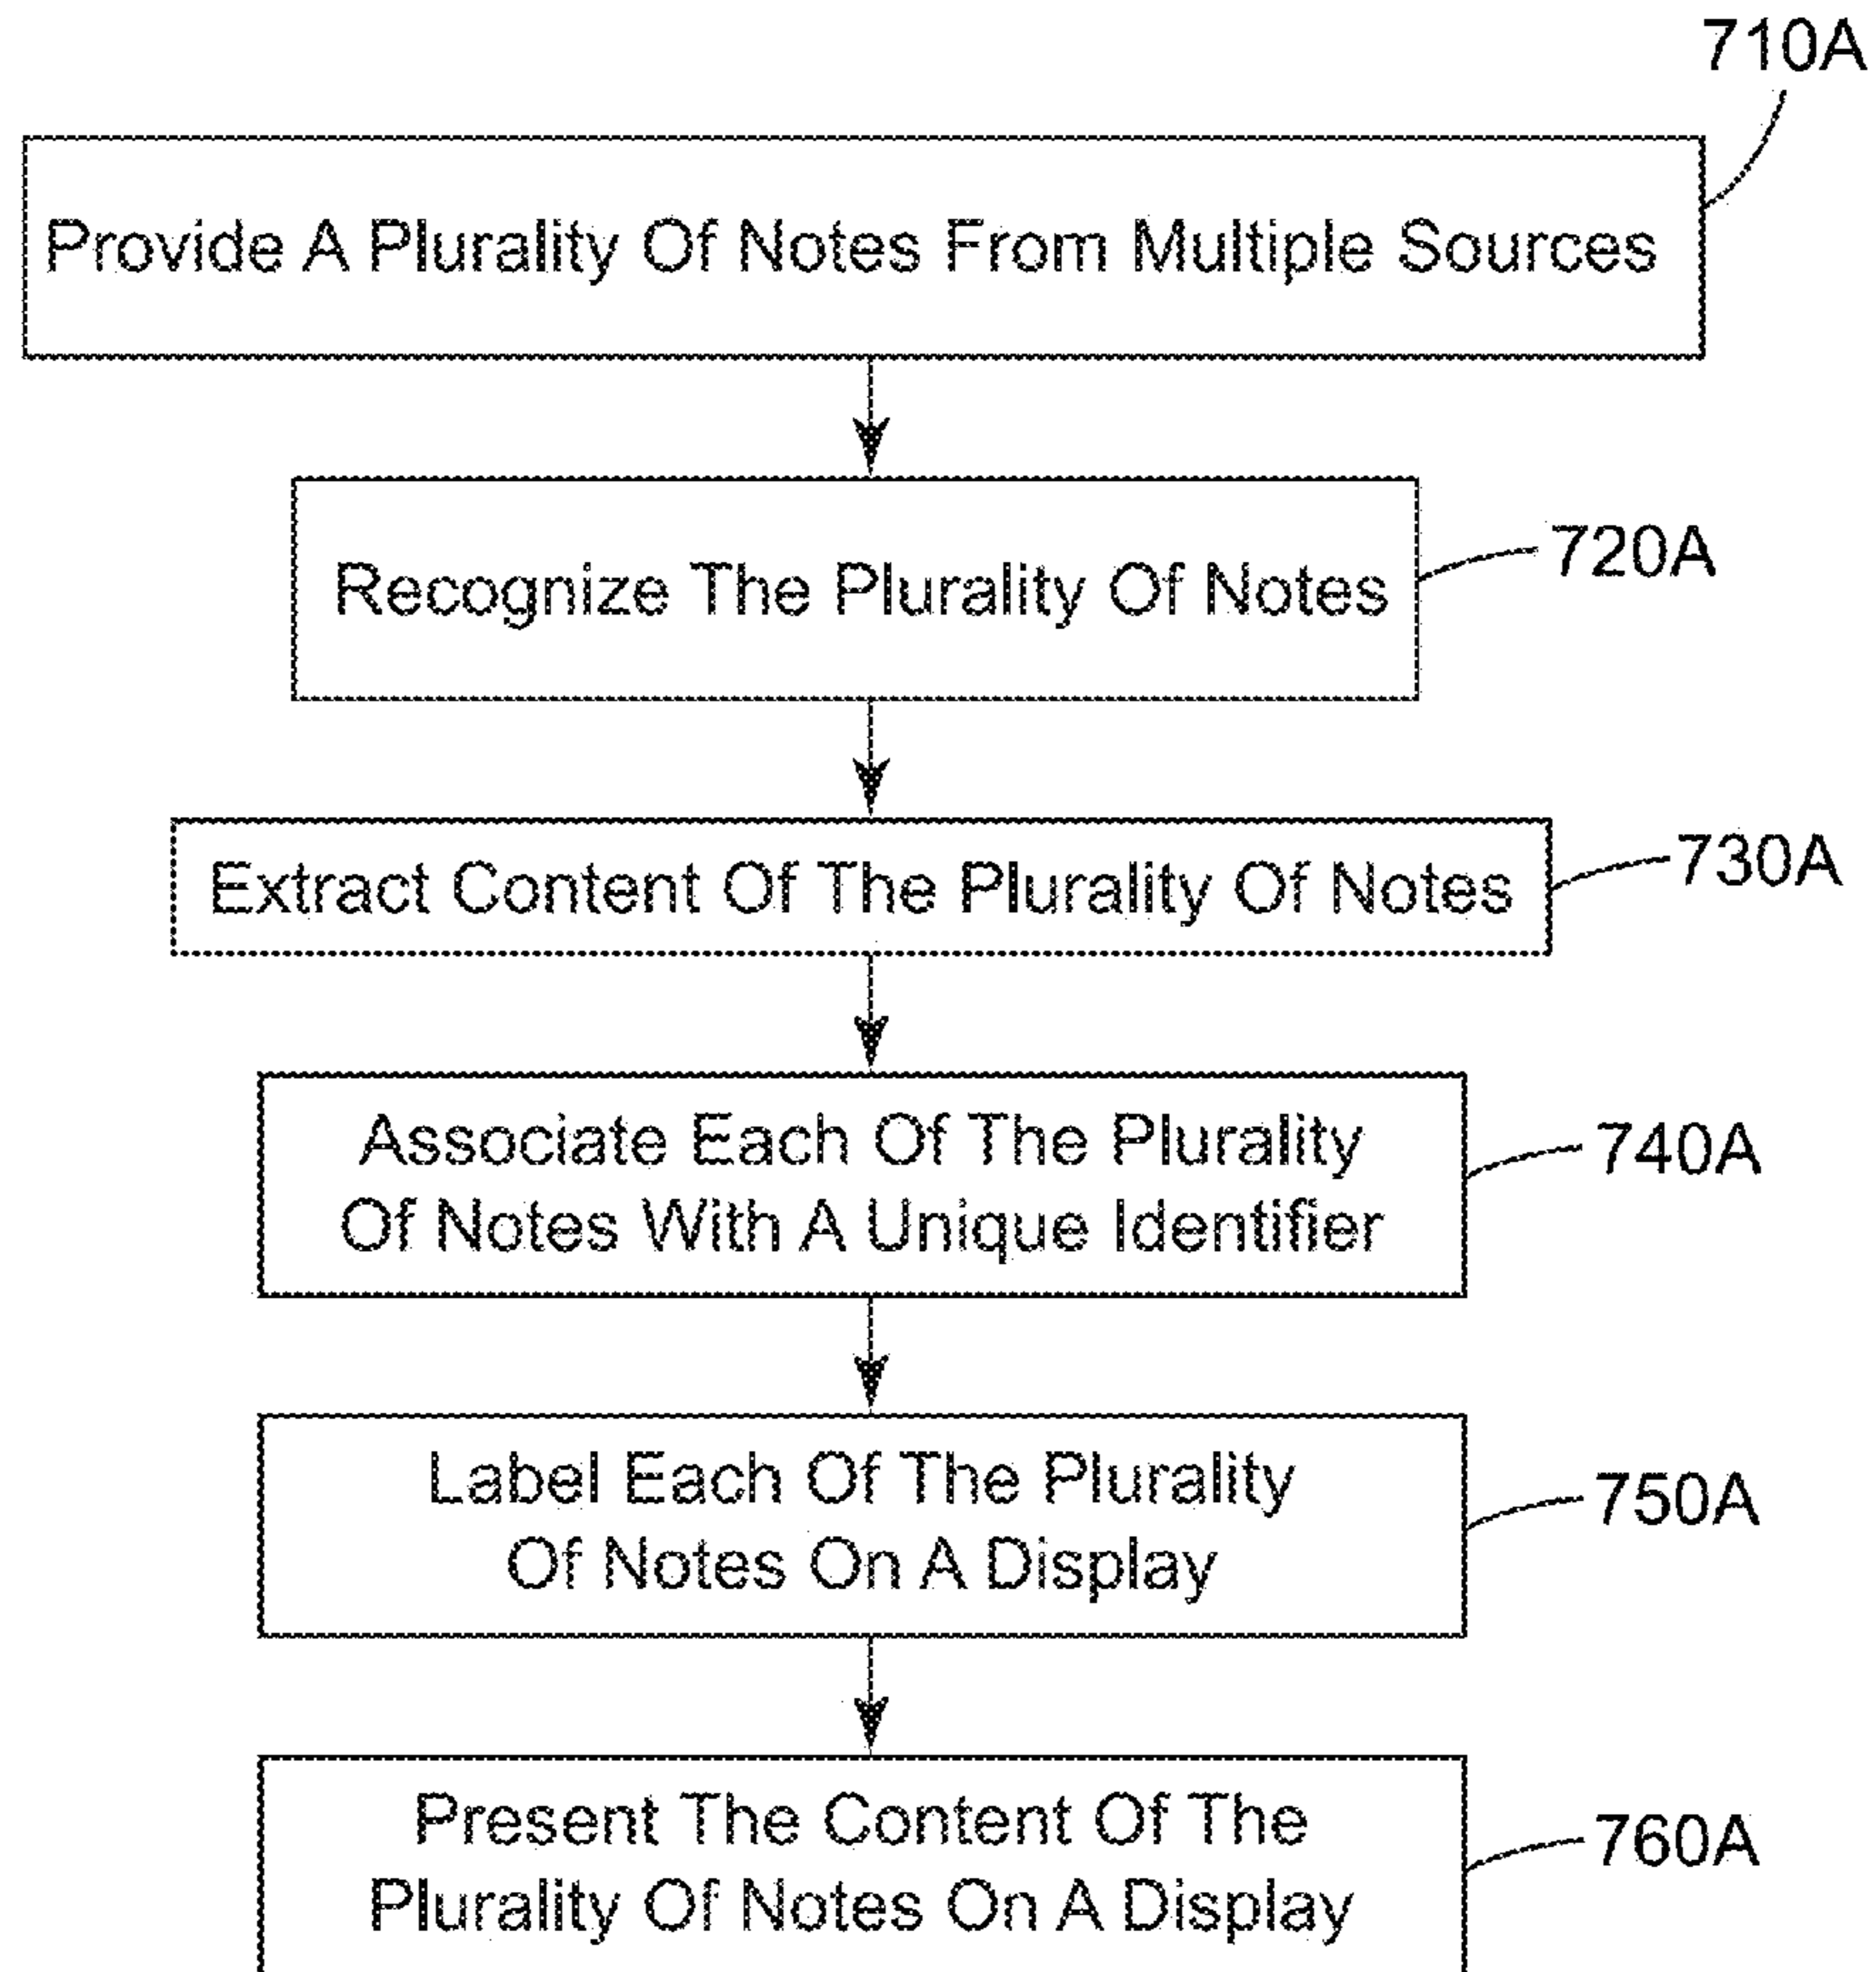 710A
Provide A Plurality Of Notes From Multiple Sources
720A
Recognize The Plurality Of Notes
730A
Extract Content Of The Plurality Of Notes
740A
Associate Each Of The Plurality
Of Notes With A Unique Identifier
750A
Label Each Of The Plurality
Of Notes On A Display
760A
Present The Content Of The
Plurality Of Notes On A Display